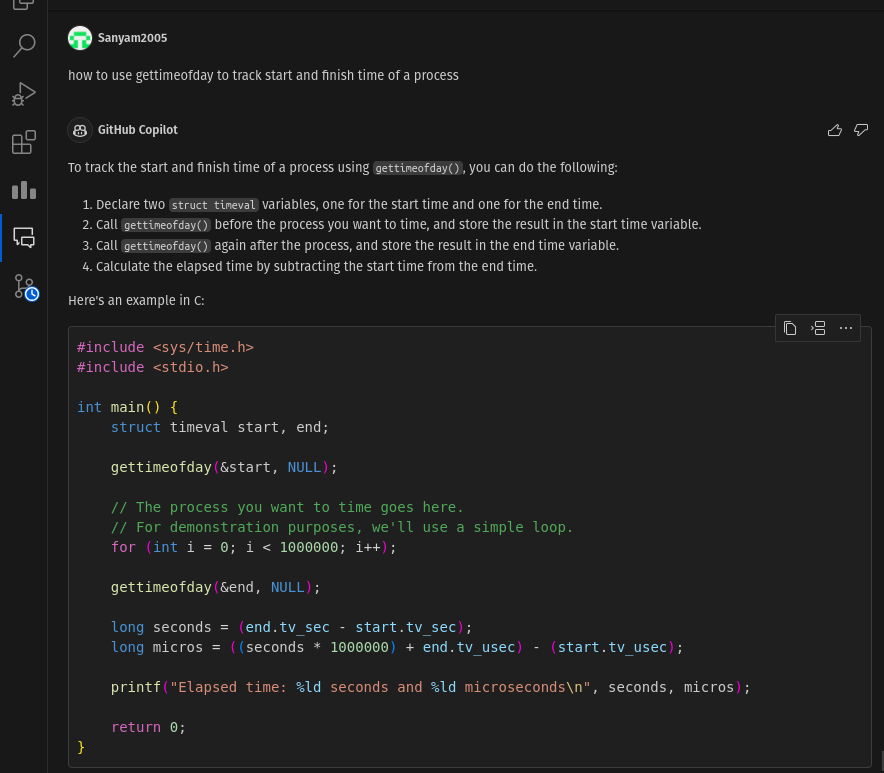 Sanyam2005
how to use gettimeofday to track start and finish time of a process
GitHub Copilot
To track the start and finish time of a process using gettimeofday(), you can do the following:
1. Declare two struct timeval variables, one for the start time and one for the end time.
2. Call gettimeofday() before the process you want to time, and store the result in the start time variable.
3. Call gettimeofday() again after the process, and store the result in the end time variable.
4. Calculate the elapsed time by subtracting the start time from the end time.
Here's an example in C:
#include <sys/time.h>
#include <stdio.h>
int main() {
    struct timeval start, end;
    gettimeofday(&start, NULL);
    // The process you want to time goes here.
    // For demonstration purposes, we'll use a simple loop.
    for (int i = 0; i < 1000000; i++);
    gettimeofday(&end, NULL);
    long seconds = (end.tv_sec - start.tv_sec);
    long micros = ((seconds * 1000000) + end.tv_usec) - (start.tv_usec);
    printf("Elapsed time: %ld seconds and %ld microseconds\n", seconds, micros);
    return 0;
}